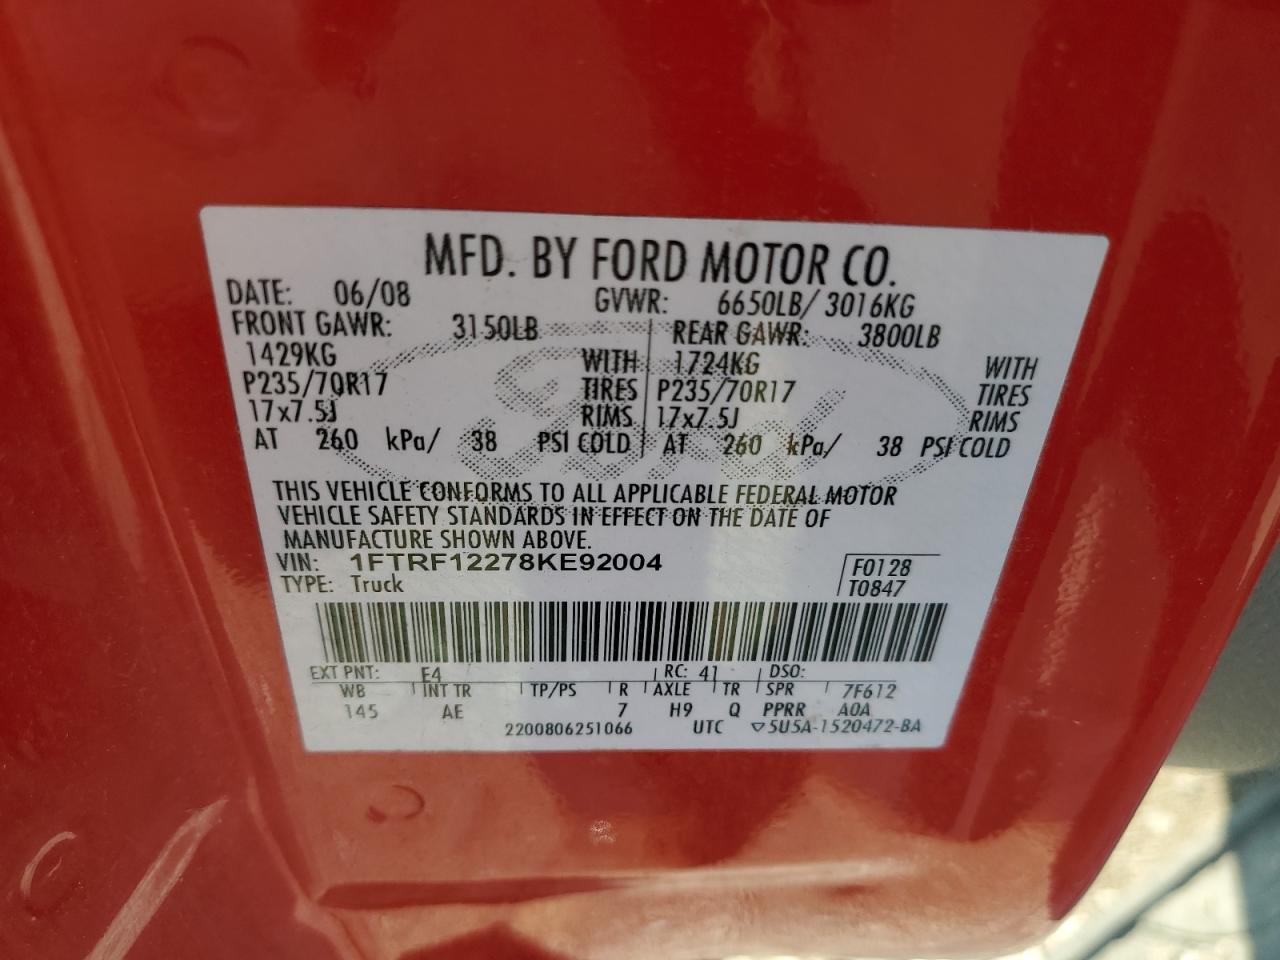 MFD. BY FORD MOTOR CO.
DATE: 06/08 GVWR: 6650LB/ 3016KG
FRONT GAWR: 3150LB REAR GAWR: 3800LB
1429KG WITH 1724KG WITH
P235/70R17 TIRES P235/70R17 TIRES
17x7.5J RIMS 17x7.5J RIMS
AT 260 kPa/ 38 PSI COLD AT 260 kPa/ 38 PSI COLD
THIS VEHICLE CONFORMS TO ALL APPLICABLE FEDERAL MOTOR
VEHICLE SAFETY STANDARDS IN EFFECT ON THE DATE OF
MANUFACTURE SHOWN ABOVE.
VIN: 1FTRF12278KE92004 F0128
TYPE: Truck T0847
EXT PNT: E4 RC: 41 DSO:
WB INT TR TP/PS R AXLE TR SPR 7F612
145 AE 7 H9 Q PPRR A0A
2200806251066 UTC ▽5U5A-1520472-BA